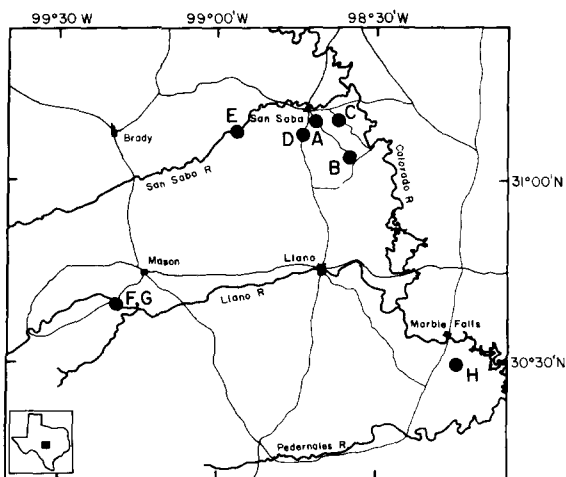 99°30'W 99°00'W 98°30'W
E
San Saba
C
Brady
D
A
B
San Saba R
Colorado R
31°00'N
Mason
Llano
F,G
Llano R
Marble Falls
30°30'N
H
Pedernales R